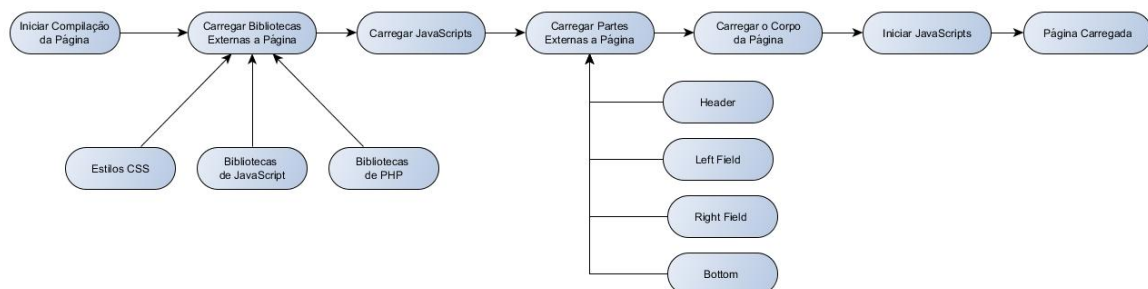 Iniciar Compilação
da Página
Carregar Bibliotecas
Externas a Página
Carregar JavaScripts
Carregar Partes
Externas a Página
Carregar o Corpo
da Página
Iniciar JavaScripts
Página Carregada
Header
Left Field
Estilos CSS
Bibliotecas
de JavaScript
Bibliotecas
de PHP
Right Field
Bottom